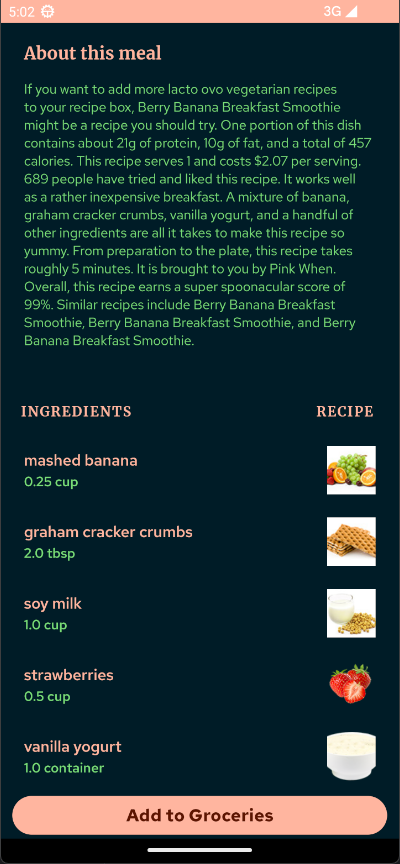 5:02 3G
About this meal
If you want to add more lacto ovo vegetarian recipes
to your recipe box, Berry Banana Breakfast Smoothie
might be a recipe you should try. One portion of this dish
contains about 21g of protein, 10g of fat, and a total of 457
calories. This recipe serves 1 and costs $2.07 per serving.
689 people have tried and liked this recipe. It works well
as a rather inexpensive breakfast. A mixture of banana,
graham cracker crumbs, vanilla yogurt, and a handful of
other ingredients are all it takes to make this recipe so
yummy. From preparation to the plate, this recipe takes
roughly 5 minutes. It is brought to you by Pink When.
Overall, this recipe earns a super spoonacular score of
99%. Similar recipes include Berry Banana Breakfast
Smoothie, Berry Banana Breakfast Smoothie, and Berry
Banana Breakfast Smoothie.
INGREDIENTS RECIPE
mashed banana
0.25 cup
graham cracker crumbs
2.0 tbsp
soy milk
1.0 cup
strawberries
0.5 cup
vanilla yogurt
1.0 container
Add to Groceries